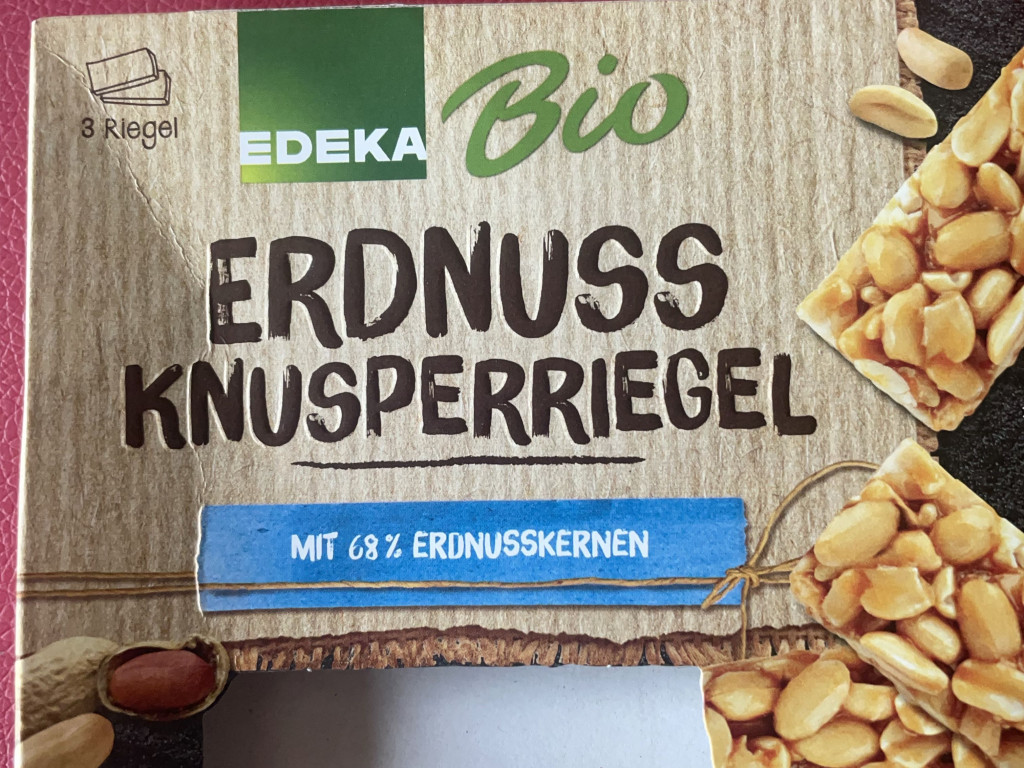 3 Riegel
EDEKA Bio
ERDNUSS
KNUSPERRIEGEL
MIT 68% ERDNUSSKERNEN